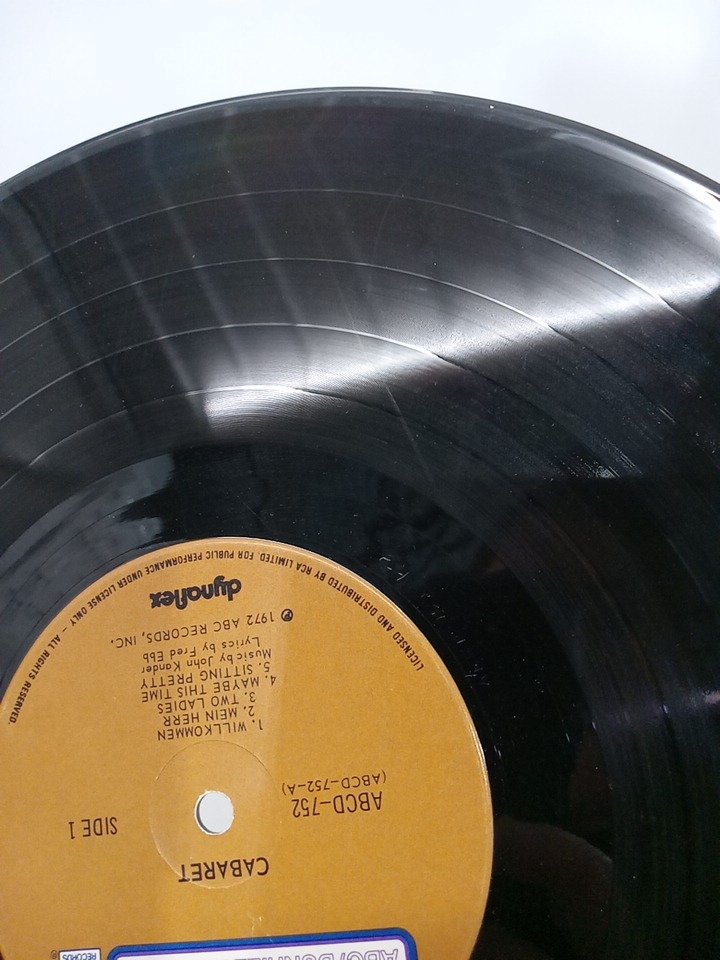 RECORDS
CABARET
ABCD-752
(ABCD-752-A)
SIDE 1
1. WILLKOMMEN
2. MEIN HERR
3. TWO LADIES
4. MAYBE THIS TIME
5. SITTING PRETTY
Music by John Kander
Lyrics by Fred Ebb
℗ 1972 ABC RECORDS, INC.
dynaflex
LICENSED AND DISTRIBUTED BY RCA LIMITED. FOR PUBLIC PERFORMANCE UNDER LICENSE ONLY - ALL RIGHTS RESERVED.